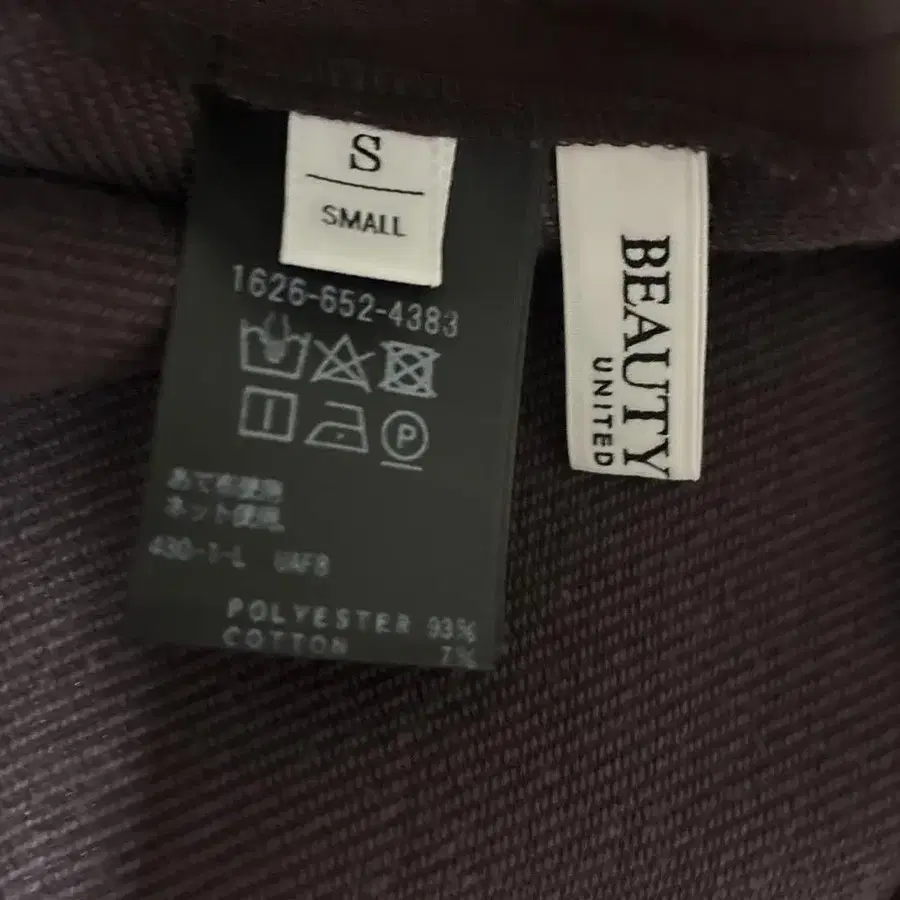 S
SMALL
1626-652-4383
P
あて布使用
ネット使用
430-1-L UAFB
POLYESTER 93%
COTTON 7%
BEAUTY
UNITED